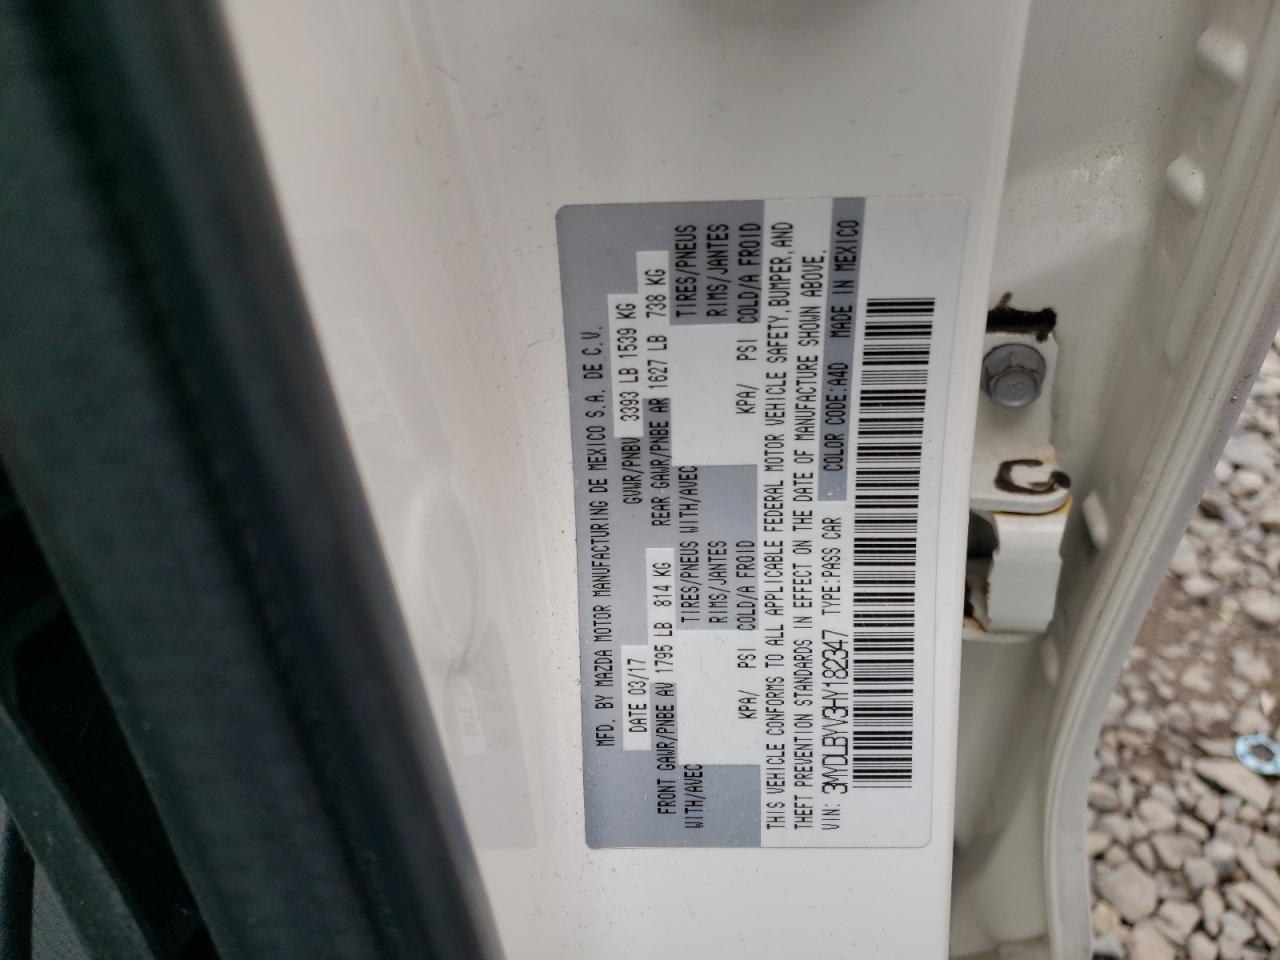 MFD. BY MAZDA MOTOR MANUFACTURING DE MEXICO S.A. DE C.V.
DATE 03/17 GVWR/PNBV 3393 LB 1539 KG
FRONT GAWR/PNBE AV 1795 LB 814 KG REAR GAWR/PNBE AR 1627 LB 738 KG
WITH/AVEC TIRES/PNEUS WITH/AVEC TIRES/PNEUS
RIMS/JANTES RIMS/JANTES
KPA/ PSI COLD/A FROID KPA/ PSI COLD/A FROID
THIS VEHICLE CONFORMS TO ALL APPLICABLE FEDERAL MOTOR VEHICLE SAFETY, BUMPER, AND
THEFT PREVENTION STANDARDS IN EFFECT ON THE DATE OF MANUFACTURE SHOWN ABOVE.
VIN: 3MYDLBYV3HY182347 TYPE:PASS CAR COLOR CODE:A4D MADE IN MEXICO